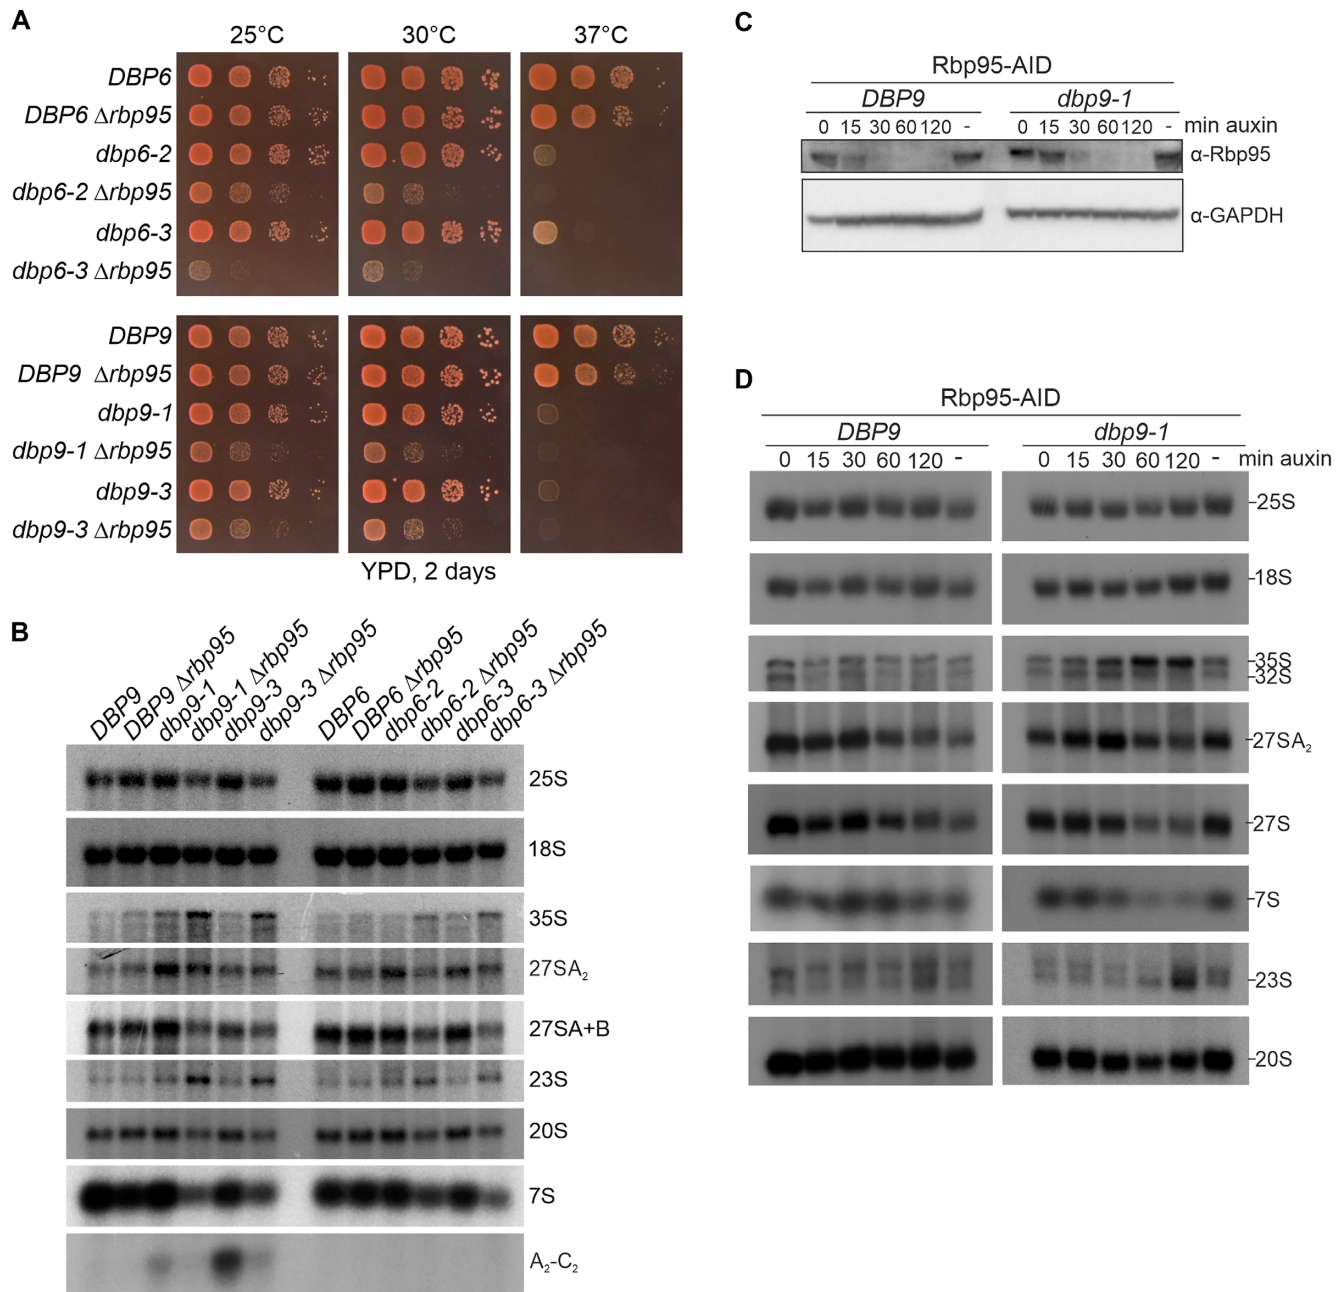 A
25°C 30°C 37°C
DBP6
DBP6 Δrbp95
dbp6-2
dbp6-2 Δrbp95
dbp6-3
dbp6-3 Δrbp95
DBP9
DBP9 Δrbp95
dbp9-1
dbp9-1 Δrbp95
dbp9-3
dbp9-3 Δrbp95
YPD, 2 days
B
DBP9 DBP9 Δrbp95 dbp9-1 dbp9-1 Δrbp95 dbp9-3 dbp9-3 Δrbp95 DBP6 DBP6 Δrbp95 dbp6-2 dbp6-2 Δrbp95 dbp6-3 dbp6-3 Δrbp95
25S
18S
35S
27SA₂
27SA+B
23S
20S
7S
A₂-C₂
C
Rbp95-AID
DBP9 dbp9-1
0 15 30 60 120 - 0 15 30 60 120 - min auxin
α-Rbp95
α-GAPDH
D
Rbp95-AID
DBP9 dbp9-1
0 15 30 60 120 - 0 15 30 60 120 - min auxin
25S
18S
35S
32S
27SA₂
27S
7S
23S
20S